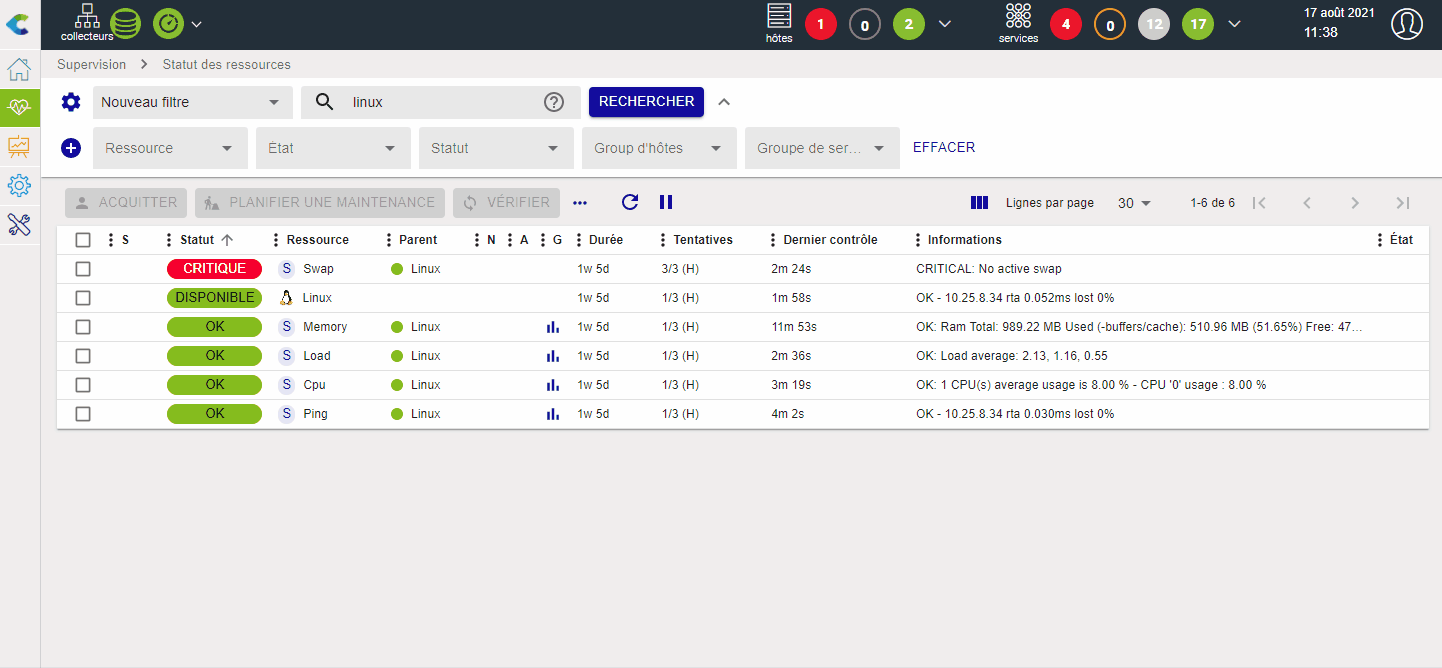 collecteurs
hôtes 1 0 2
services 4 0 12 17
17 août 2021
11:38
Supervision Statut des ressources
Nouveau filtre linux ? RECHERCHER
Ressource État Statut Group d'hôtes Groupe de ser... EFFACER
ACQUITTER PLANIFIER UNE MAINTENANCE VÉRIFIER Lignes par page 30 1-6 de 6
S Statut Ressource Parent N A G Durée Tentatives Dernier contrôle Informations État
CRITIQUE S Swap Linux 1w 5d 3/3 (H) 2m 24s CRITICAL: No active swap
DISPONIBLE Linux 1w 5d 1/3 (H) 1m 58s OK - 10.25.8.34 rta 0.052ms lost 0%
OK S Memory Linux 1w 5d 1/3 (H) 11m 53s OK: Ram Total: 989.22 MB Used (-buffers/cache): 510.96 MB (51.65%) Free: 47...
OK S Load Linux 1w 5d 1/3 (H) 2m 36s OK: Load average: 2.13, 1.16, 0.55
OK S Cpu Linux 1w 5d 1/3 (H) 3m 19s OK: 1 CPU(s) average usage is 8.00 % - CPU '0' usage : 8.00 %
OK S Ping Linux 1w 5d 1/3 (H) 4m 2s OK - 10.25.8.34 rta 0.030ms lost 0%